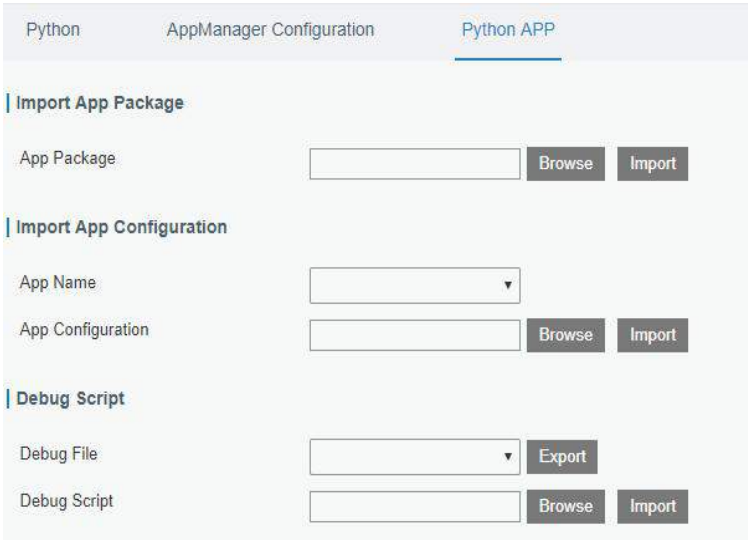 Python AppManager Configuration Python APP
Import App Package
App Package Browse Import
Import App Configuration
App Name
App Configuration Browse Import
Debug Script
Debug File Export
Debug Script Browse Import